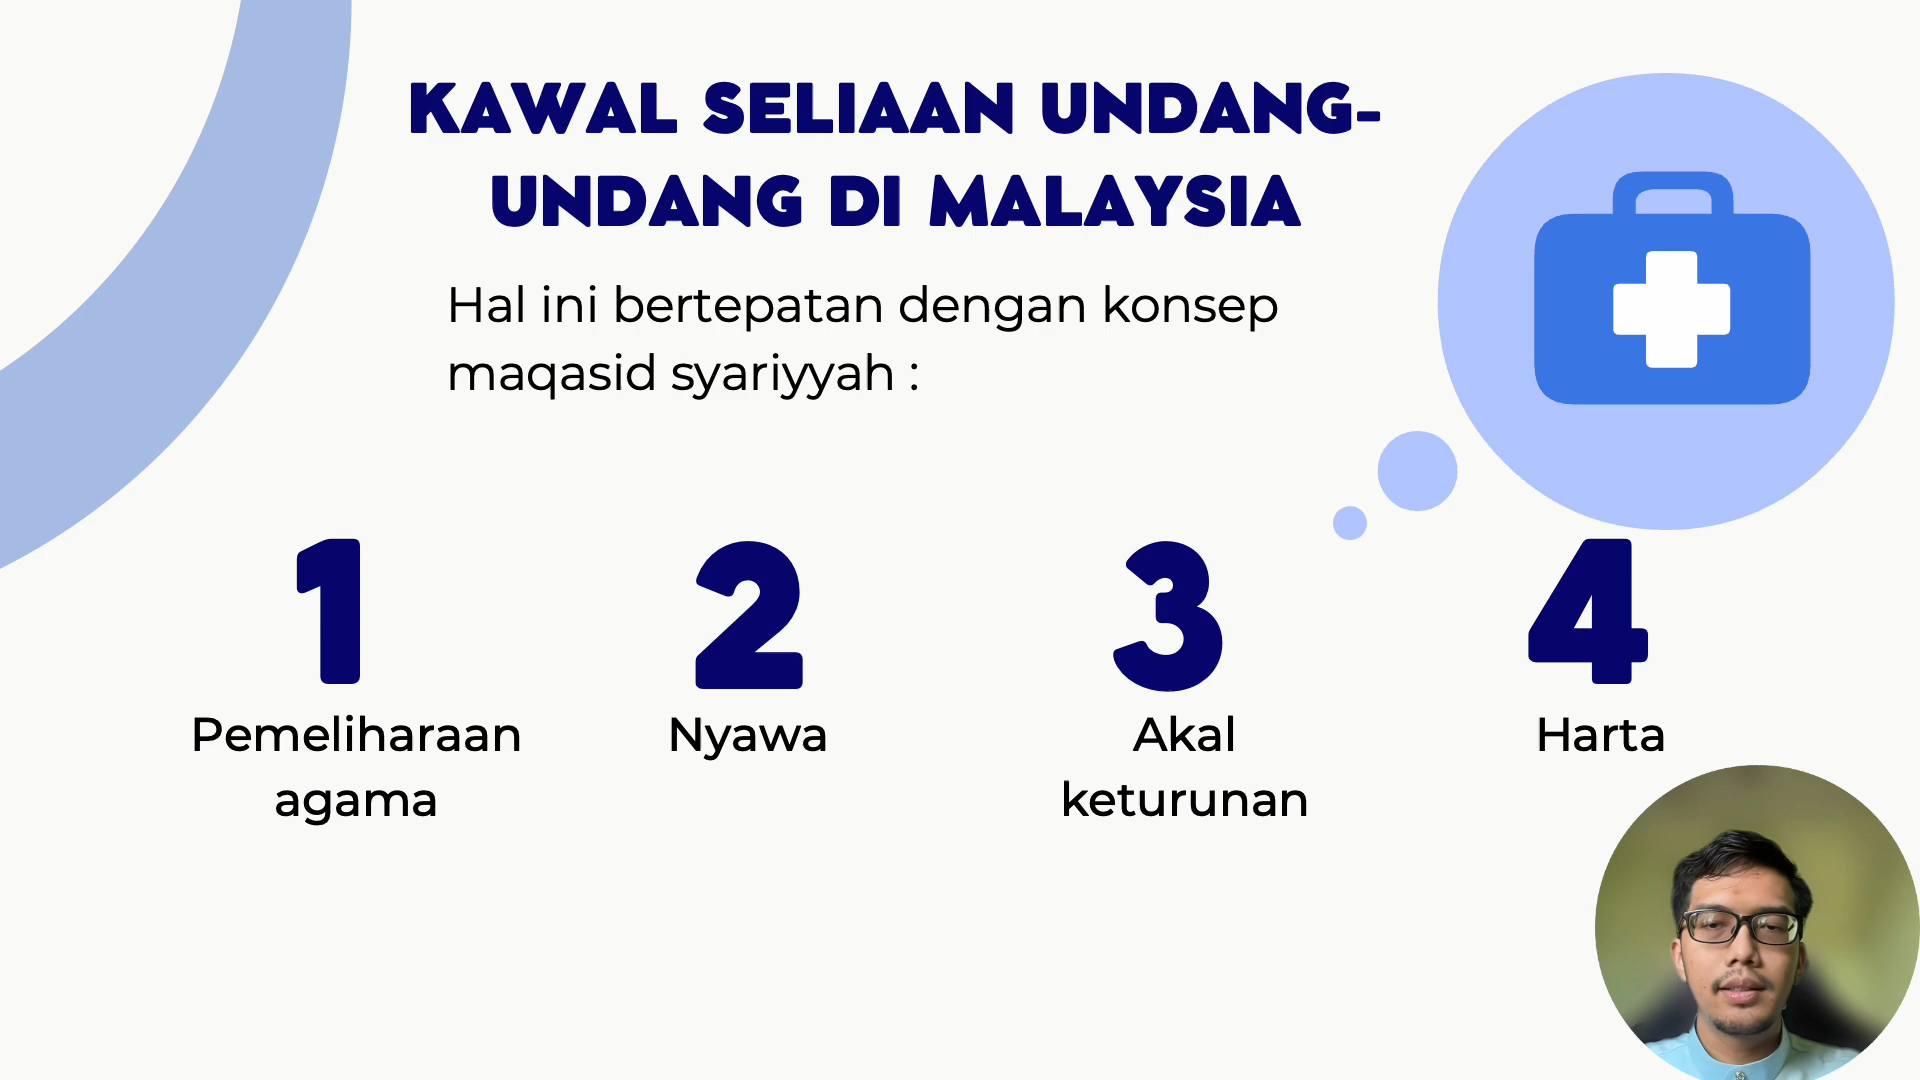 KAWAL SELIAAN UNDANG-
UNDANG DI MALAYSIA
Hal ini bertepatan dengan konsep
maqasid syariyyah :
1
Pemeliharaan
agama
2
Nyawa
3
Akal
keturunan
4
Harta